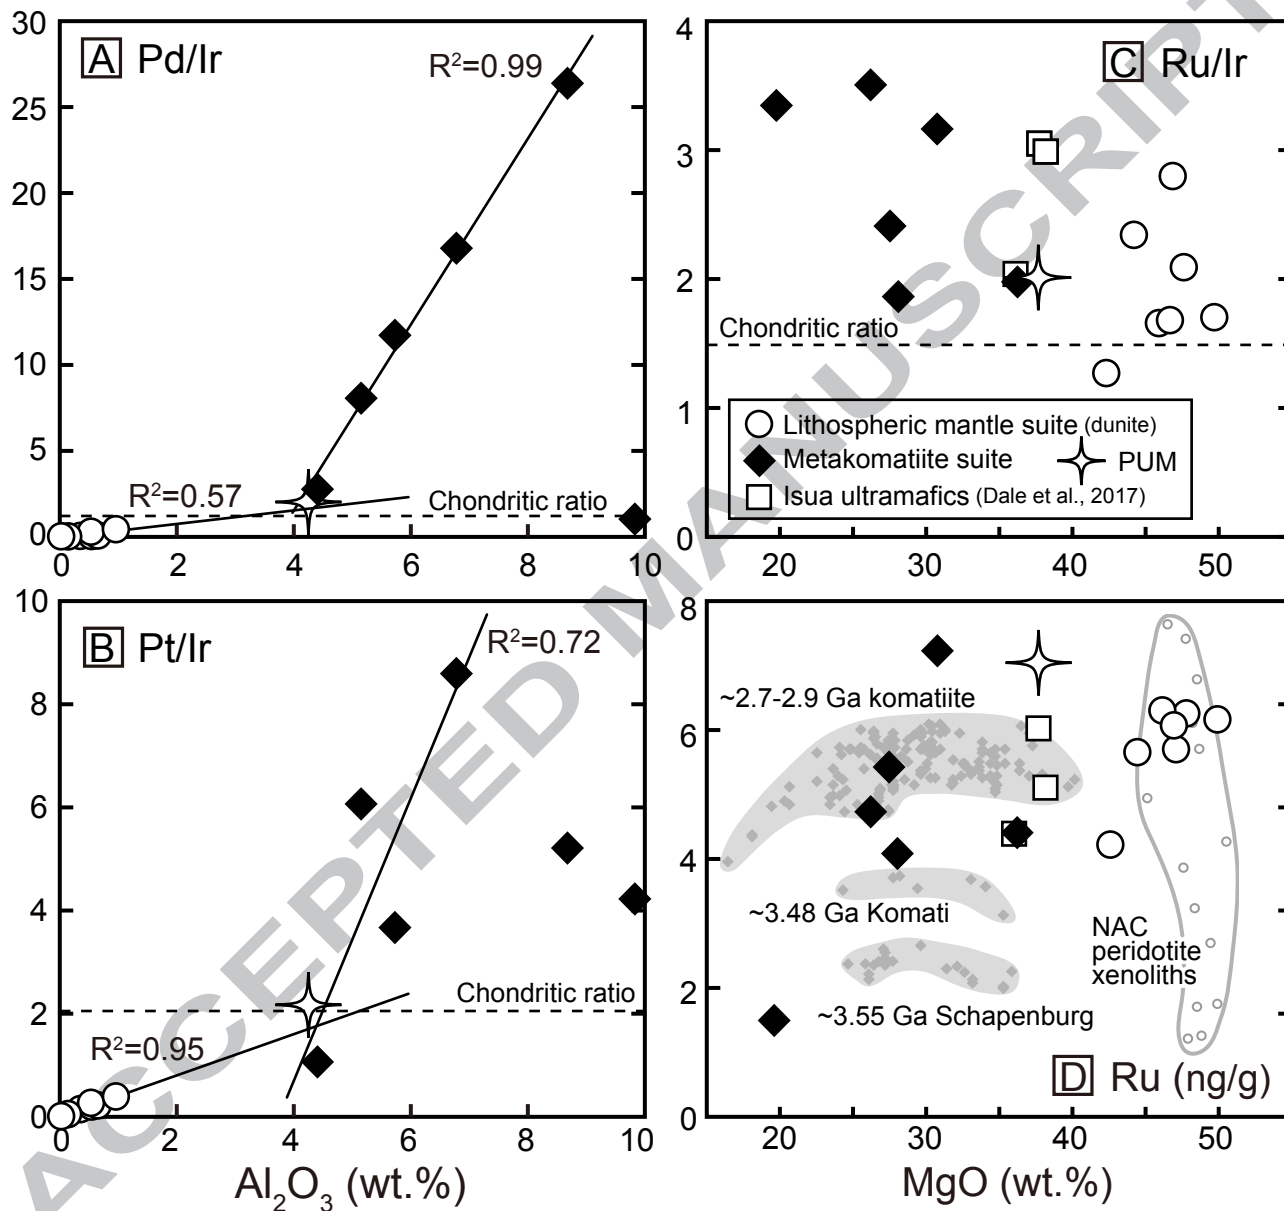 A Pd/Ir
R²=0.99
30
25
20
15
10
5
0
R²=0.57
Chondritic ratio
0 2 4 6 8 10
B Pt/Ir
R²=0.72
10
8
6
4
2
0
Chondritic ratio
R²=0.95
0 2 4 6 8 10
Al₂O₃ (wt.%)
C Ru/Ir
4
3
2
1
0
Chondritic ratio
Lithospheric mantle suite (dunite)
Metakomatiite suite
PUM
Isua ultramafics (Dale et al., 2017)
20 30 40 50
8
6
4
2
0
~2.7-2.9 Ga komatiite
~3.48 Ga Komati
~3.55 Ga Schapenburg
NAC
peridotite
xenoliths
D Ru (ng/g)
20 30 40 50
MgO (wt.%)
ACCEPTED MANUSCRIPT